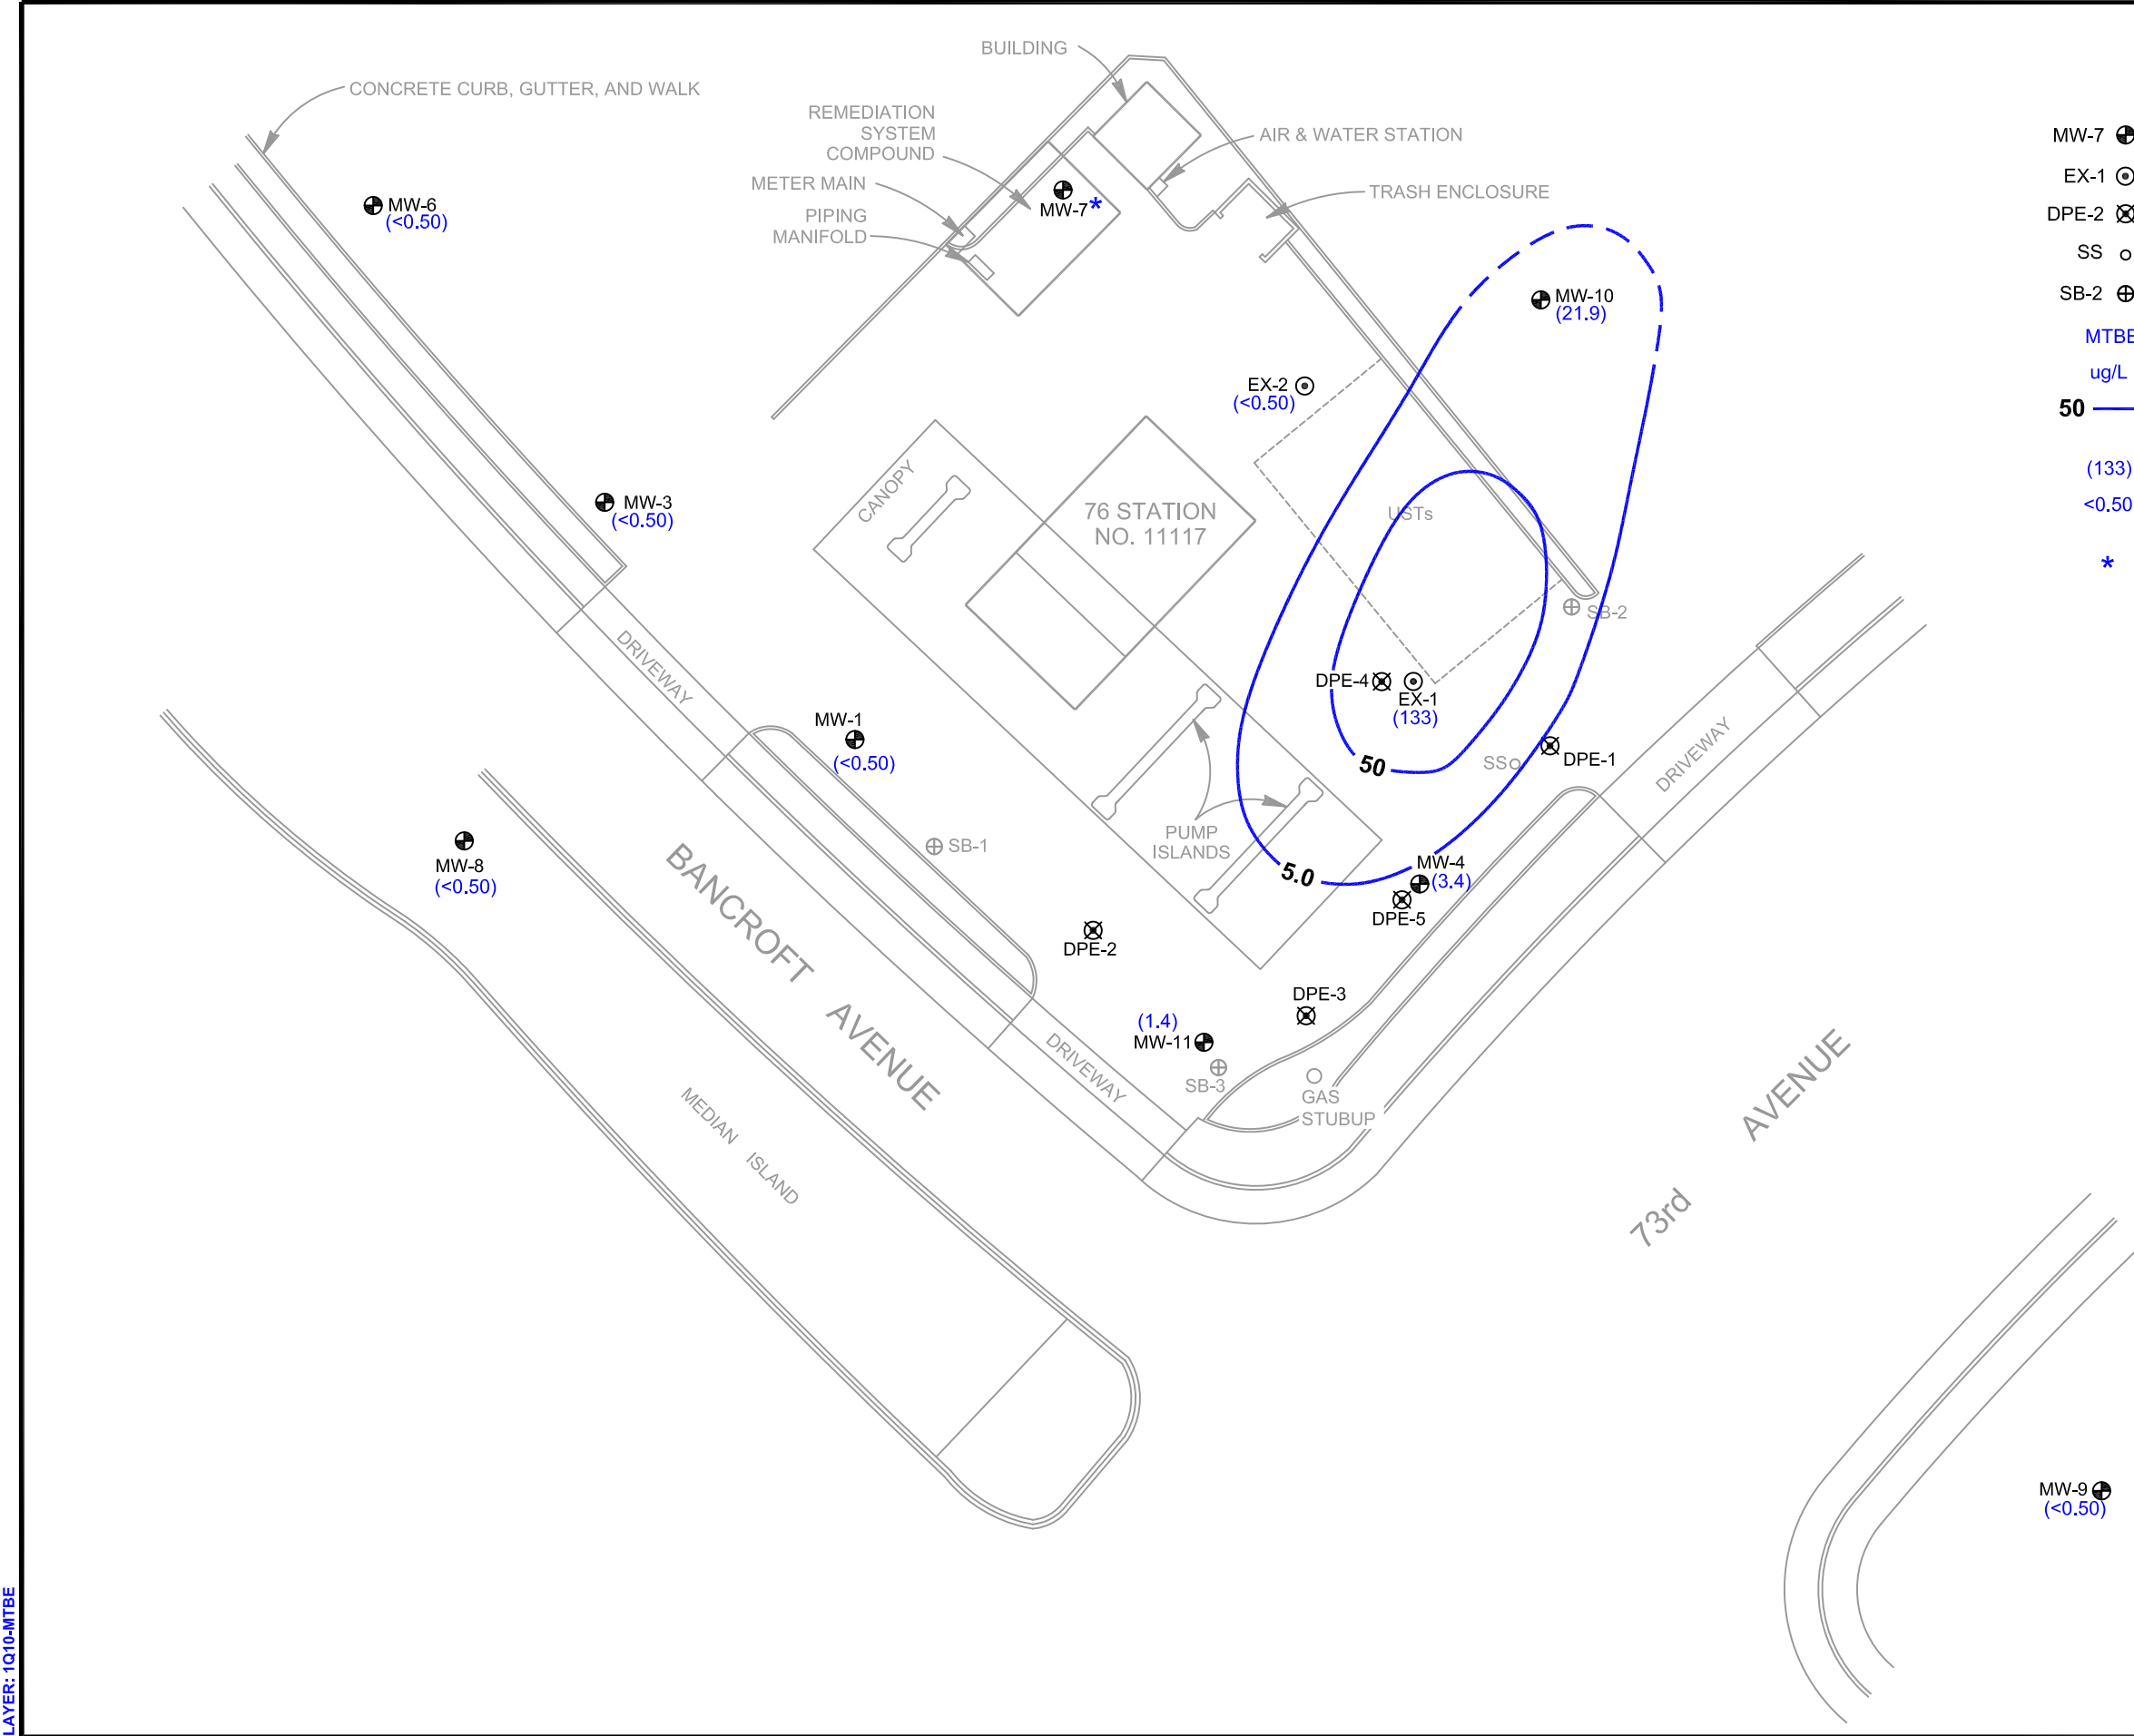 BUILDING
CONCRETE CURB, GUTTER, AND WALK
REMEDIATION
SYSTEM
COMPOUND
AIR & WATER STATION
METER MAIN
TRASH ENCLOSURE
PIPING
MANIFOLD
MW-6
(<0.50)
MW-7*
MW-10
(21.9)
EX-2
(<0.50)
MW-3
(<0.50)
CANOPY
76 STATION
NO. 11117
USTs
SB-2
DRIVEWAY
DPE-4
EX-1
(133)
50
SS
DPE-1
DRIVEWAY
MW-1
(<0.50)
SB-1
PUMP
ISLANDS
5.0
MW-4
(3.4)
DPE-5
MW-8
(<0.50)
BANCROFT AVENUE
DPE-2
DPE-3
(1.4)
MW-11
SB-3
DRIVEWAY
GAS
STUBUP
MEDIAN ISLAND
73rd AVENUE
MW-9
(<0.50)
MW-7
EX-1
DPE-2
SS
SB-2
MTBE
ug/L
50
(133)
<0.50
*
LAYER: 1Q10-MTBE